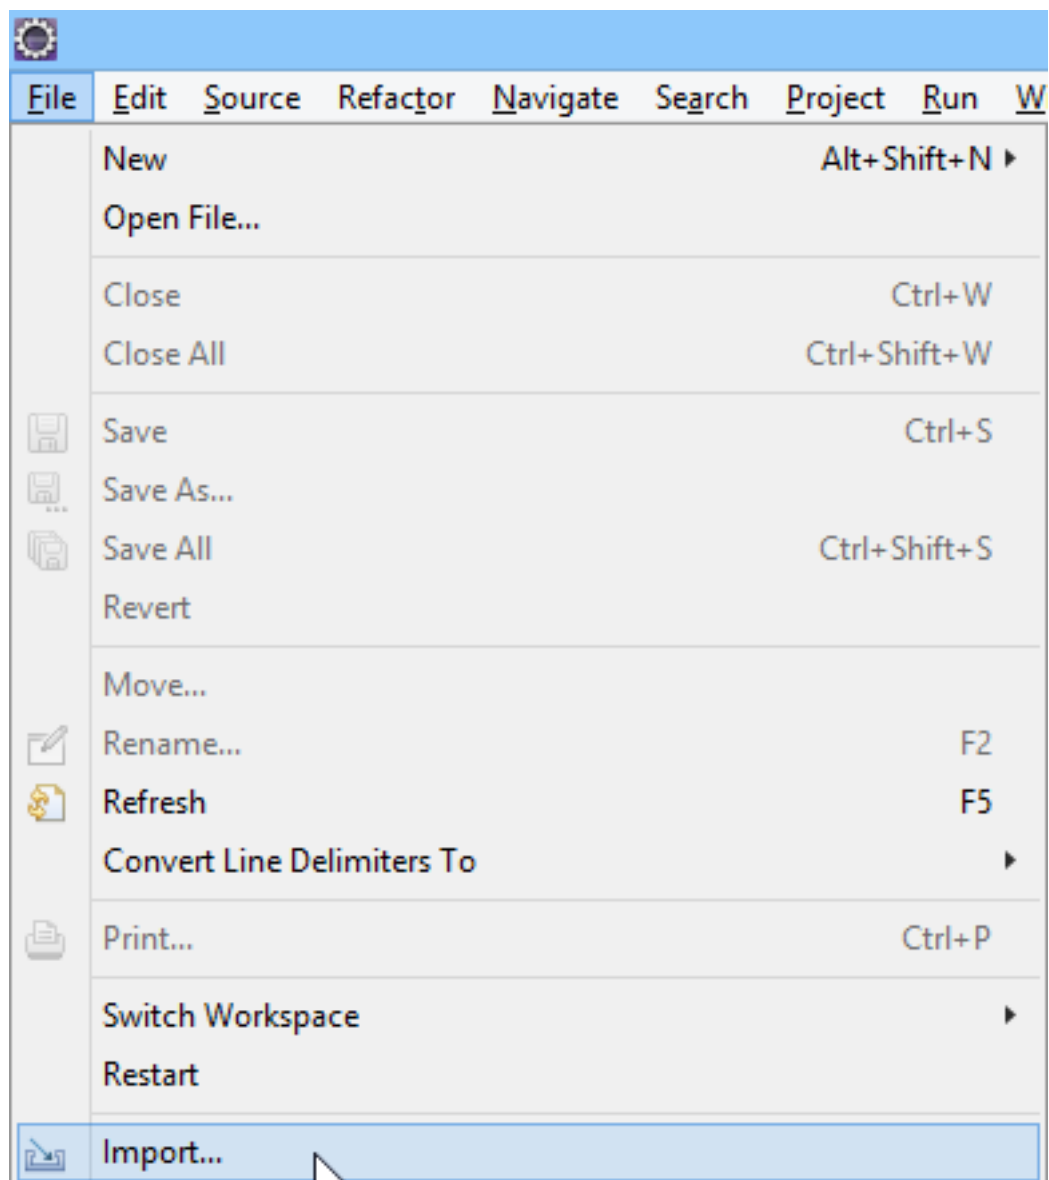 File Edit Source Refactor Navigate Search Project Run W
New Alt+Shift+N
Open File...
Close Ctrl+W
Close All Ctrl+Shift+W
Save Ctrl+S
Save As...
Save All Ctrl+Shift+S
Revert
Move...
Rename... F2
Refresh F5
Convert Line Delimiters To
Print... Ctrl+P
Switch Workspace
Restart
Import...